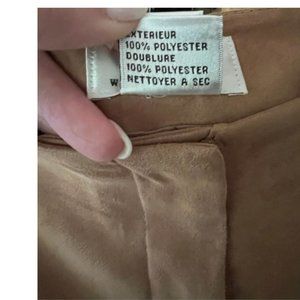 EXTERIEUR
100% POLYESTER
DOUBLURE
100% POLYESTER
NETTOYER A SEC
W